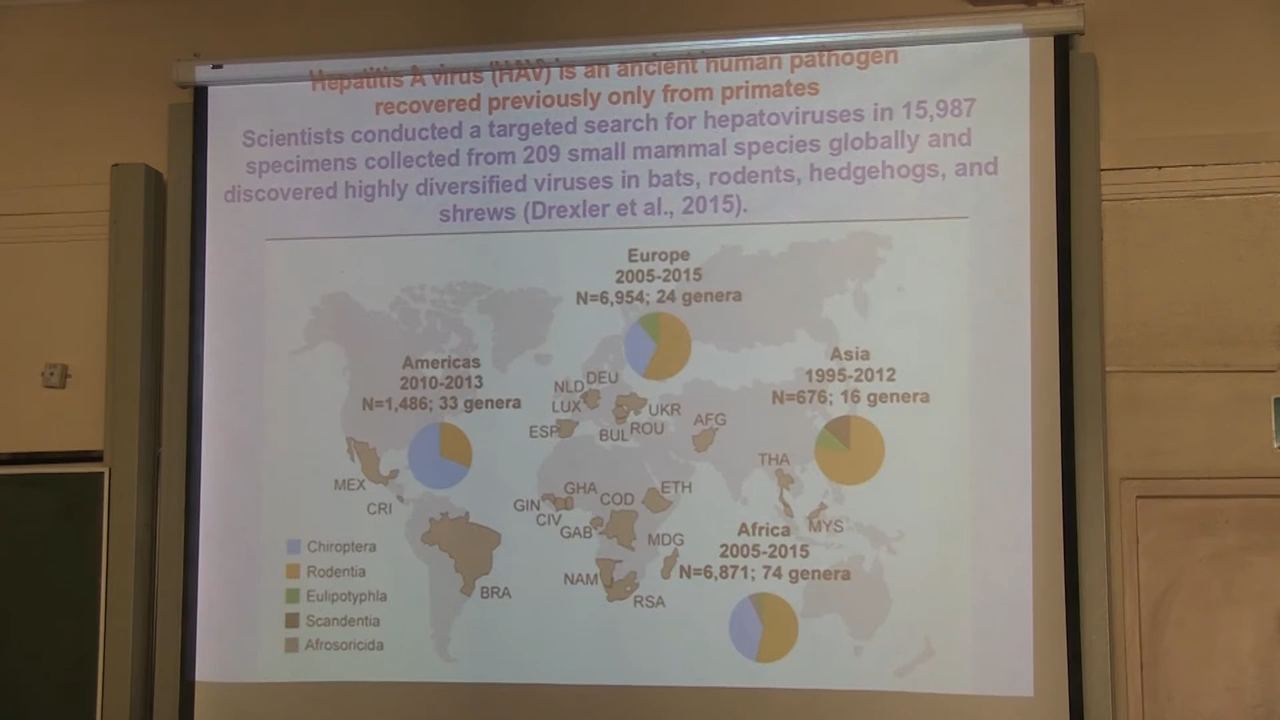 Hepatitis A virus (HAV) is an ancient human pathogen
recovered previously only from primates
Scientists conducted a targeted search for hepatoviruses in 15,987
specimens collected from 209 small mammal species globally and
discovered highly diversified viruses in bats, rodents, hedgehogs, and
shrews (Drexler et al., 2015).
Europe
2005-2015
N=6,954; 24 genera
Americas
2010-2013
N=1,486; 33 genera
Asia
1995-2012
N=676; 16 genera
NLD
DEU
LUX
UKR
ESP
BUL
ROU
AFG
THA
MEX
CRI
GIN
GHA
COD
ETH
CIV
GAB
MYS
Africa
2005-2015
N=6,871; 74 genera
MDG
NAM
RSA
BRA
Chiroptera
Rodentia
Eulipotyphla
Scandentia
Afrosoricida